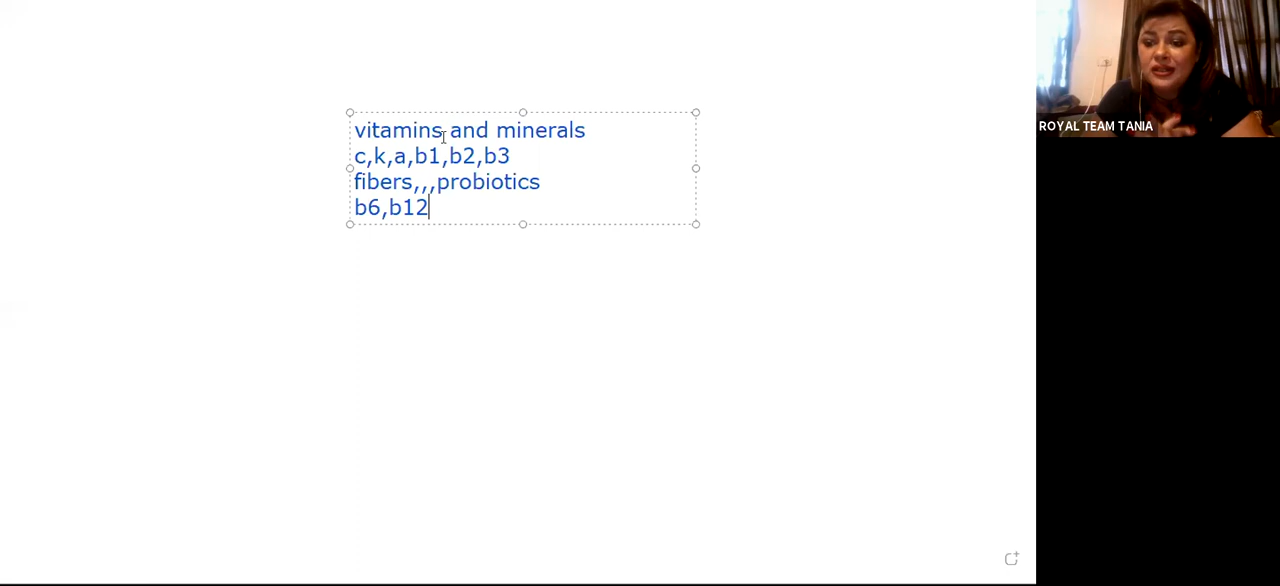 vitamins and minerals
c,k,a,b1,b2,b3
fibers,,,probiotics
b6,b12
ROYAL TEAM TANIA